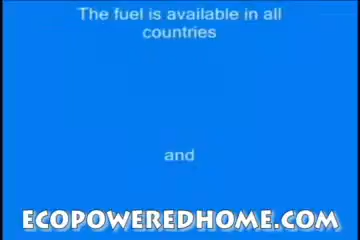 The fuel is available in all
countries
and
ECOPOWEREDHOME.COM